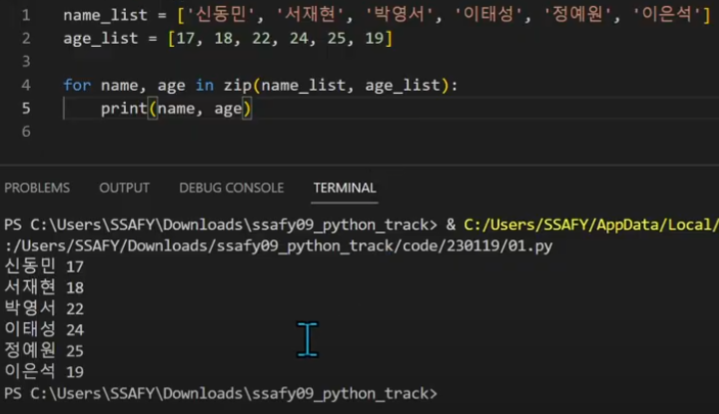 1 name_list = ['신동민', '서재현', '박영서', '이태성', '정예원', '이은석']
2 age_list = [17, 18, 22, 24, 25, 19]
3
4 for name, age in zip(name_list, age_list):
5 print(name, age)
6
PROBLEMS OUTPUT DEBUG CONSOLE TERMINAL
PS C:\Users\SSAFY\Downloads\ssafy09_python_track> & C:/Users/SSAFY/AppData/Local/
:/Users/SSAFY/Downloads/ssafy09_python_track/code/230119/01.py
신동민 17
서재현 18
박영서 22
이태성 24
정예원 25
이은석 19
PS C:\Users\SSAFY\Downloads\ssafy09_python_track>